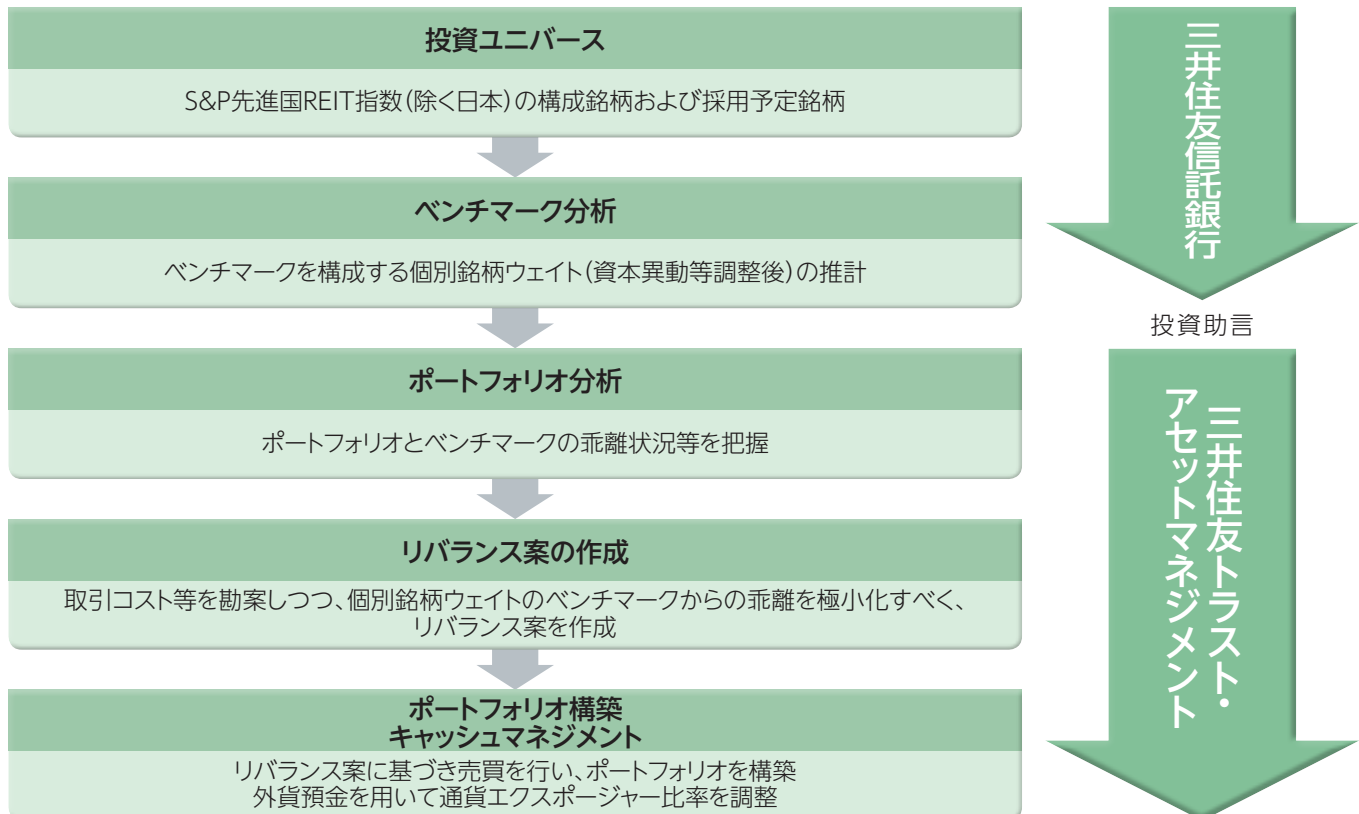 投資ユニバース
S&P先進国REIT指数(除く日本)の構成銘柄および採用予定銘柄
ベンチマーク分析
ベンチマークを構成する個別銘柄ウェイト(資本異動等調整後)の推計
ポートフォリオ分析
ポートフォリオとベンチマークの乖離状況等を把握
リバランス案の作成
取引コスト等を勘案しつつ、個別銘柄ウェイトのベンチマークからの乖離を極小化すべく、
リバランス案を作成
ポートフォリオ構築
キャッシュマネジメント
リバランス案に基づき売買を行い、ポートフォリオを構築
外貨預金を用いて通貨エクスポージャー比率を調整
三井住友信託銀行
投資助言
三井住友トラスト・
アセットマネジメント